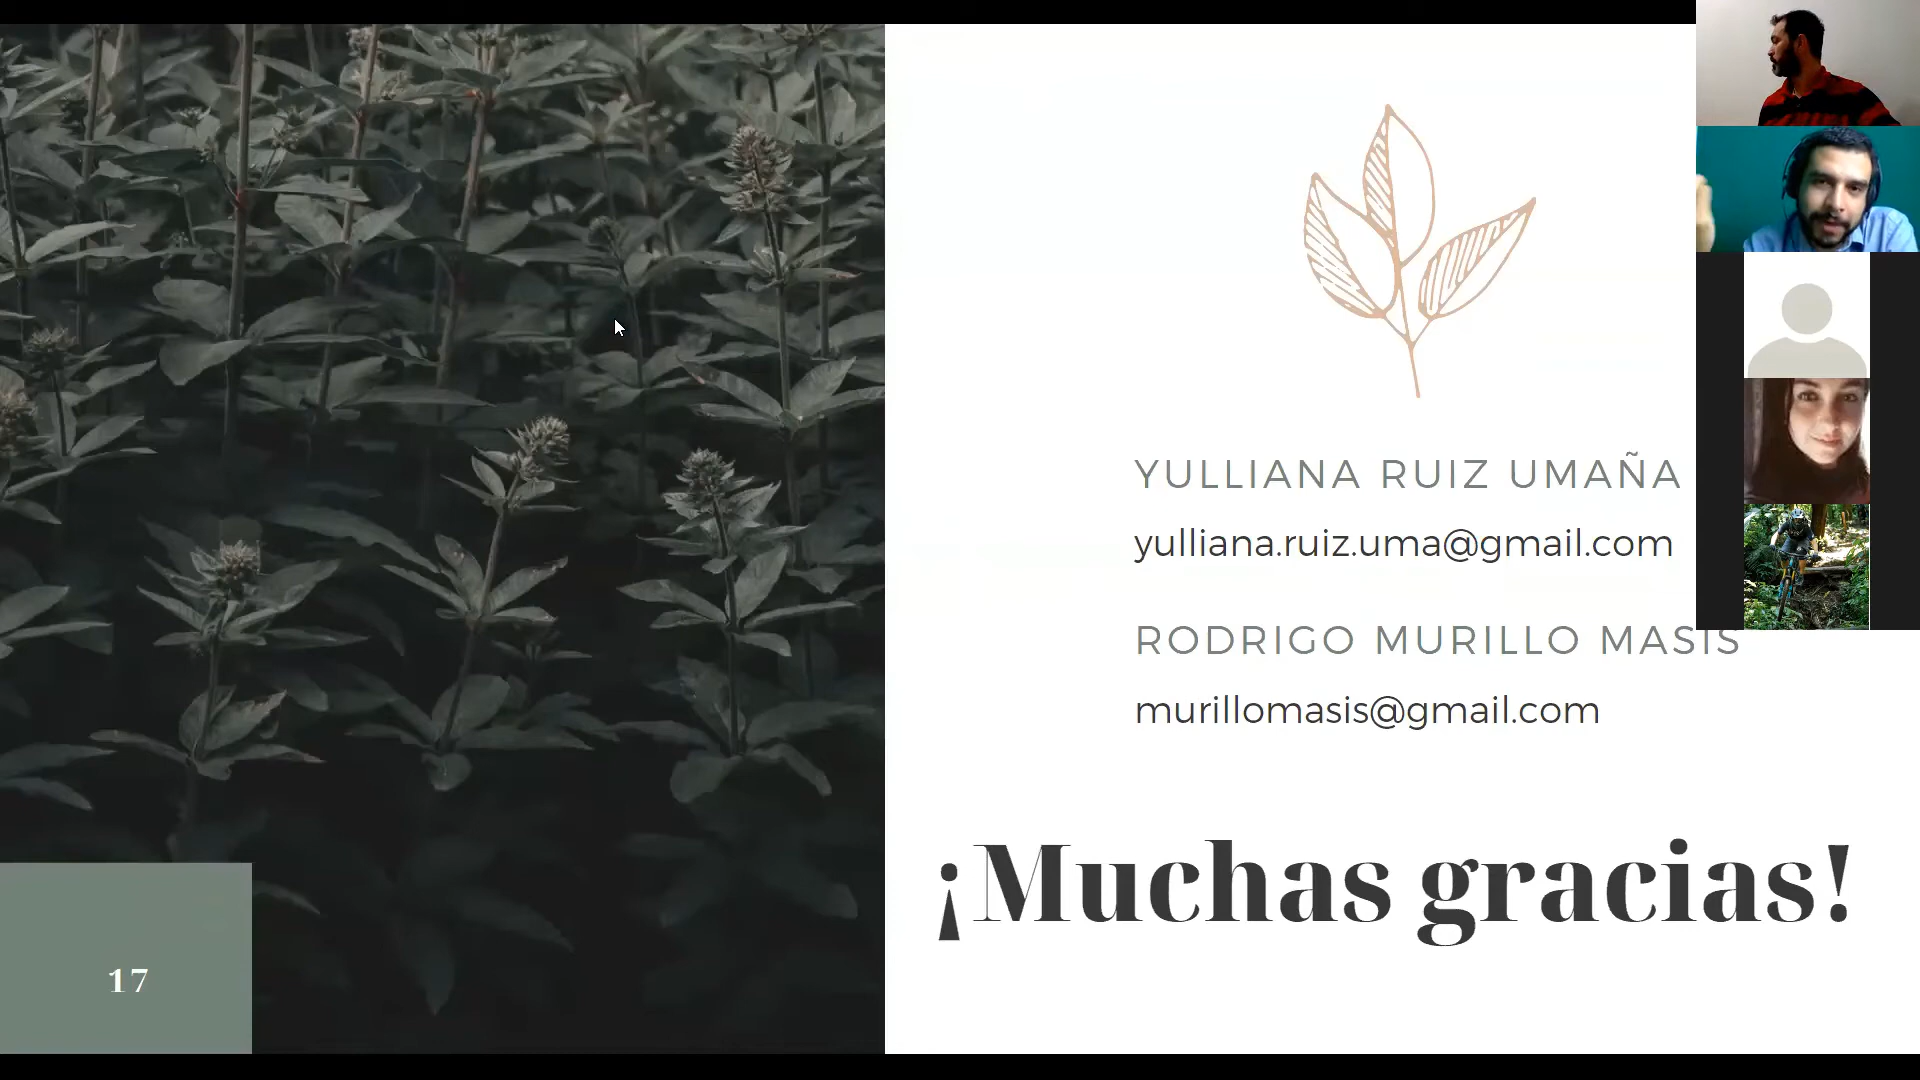 YULLIANA RUIZ UMAÑA
yulliana.ruiz.uma@gmail.com
RODRIGO MURILLO MASIS
murillomasis@gmail.com
¡Muchas gracias!
17